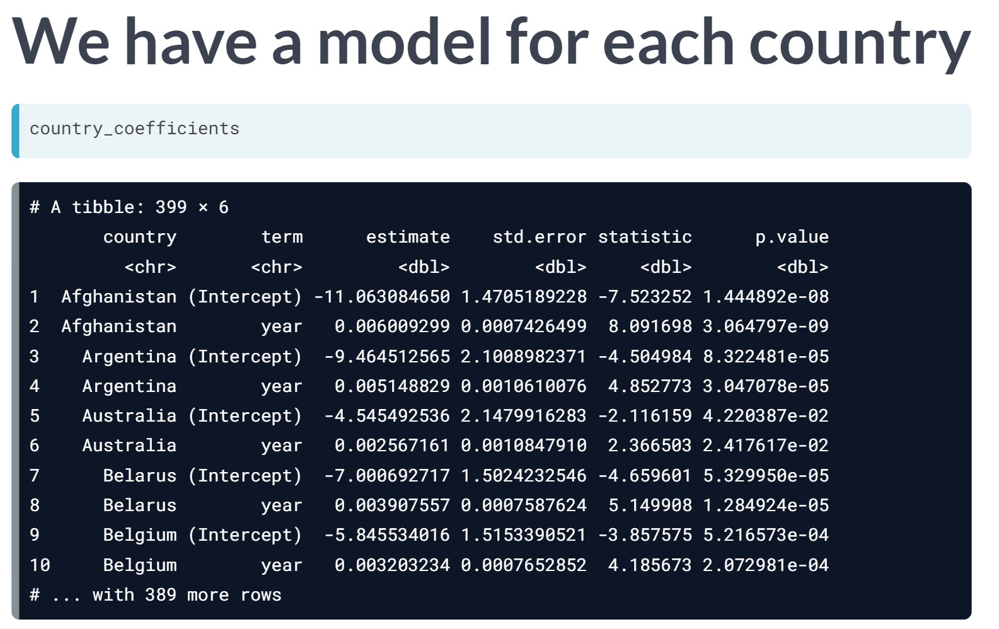 We have a model for each country
country_coefficients
# A tibble: 399 × 6
country term estimate std.error statistic p.value
<chr> <chr> <dbl> <dbl> <dbl> <dbl>
1 Afghanistan (Intercept) -11.063084650 1.4705189228 -7.523252 1.444892e-08
2 Afghanistan year 0.006009299 0.0007426499 8.091698 3.064797e-09
3 Argentina (Intercept) -9.464512565 2.1008982371 -4.504984 8.322481e-05
4 Argentina year 0.005148829 0.0010610076 4.852773 3.047078e-05
5 Australia (Intercept) -4.545492536 2.1479916283 -2.116159 4.220387e-02
6 Australia year 0.002567161 0.0010847910 2.366503 2.417617e-02
7 Belarus (Intercept) -7.000692717 1.5024232546 -4.659601 5.329950e-05
8 Belarus year 0.003907557 0.0007587624 5.149908 1.284924e-05
9 Belgium (Intercept) -5.845534016 1.5153390521 -3.857575 5.216573e-04
10 Belgium year 0.003203234 0.0007652852 4.185673 2.072981e-04
# ... with 389 more rows